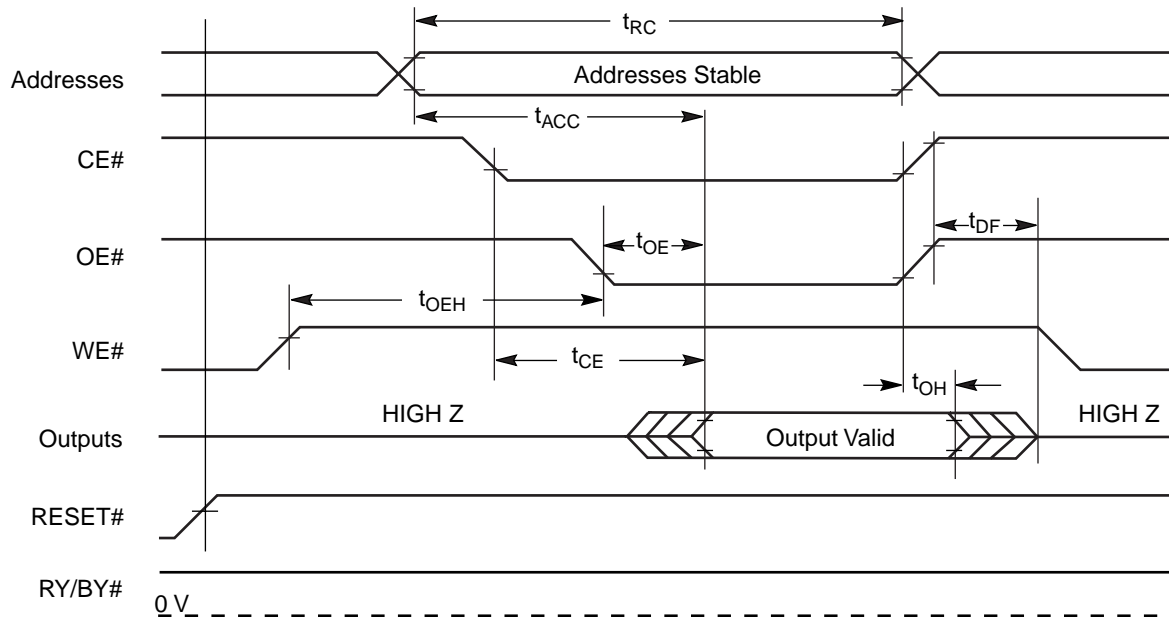 tRC
Addresses
Addresses Stable
tACC
CE#
OE#
tOE
tDF
tOEH
WE#
tCE
tOH
HIGH Z
HIGH Z
Outputs
Output Valid
RESET#
RY/BY#
0 V